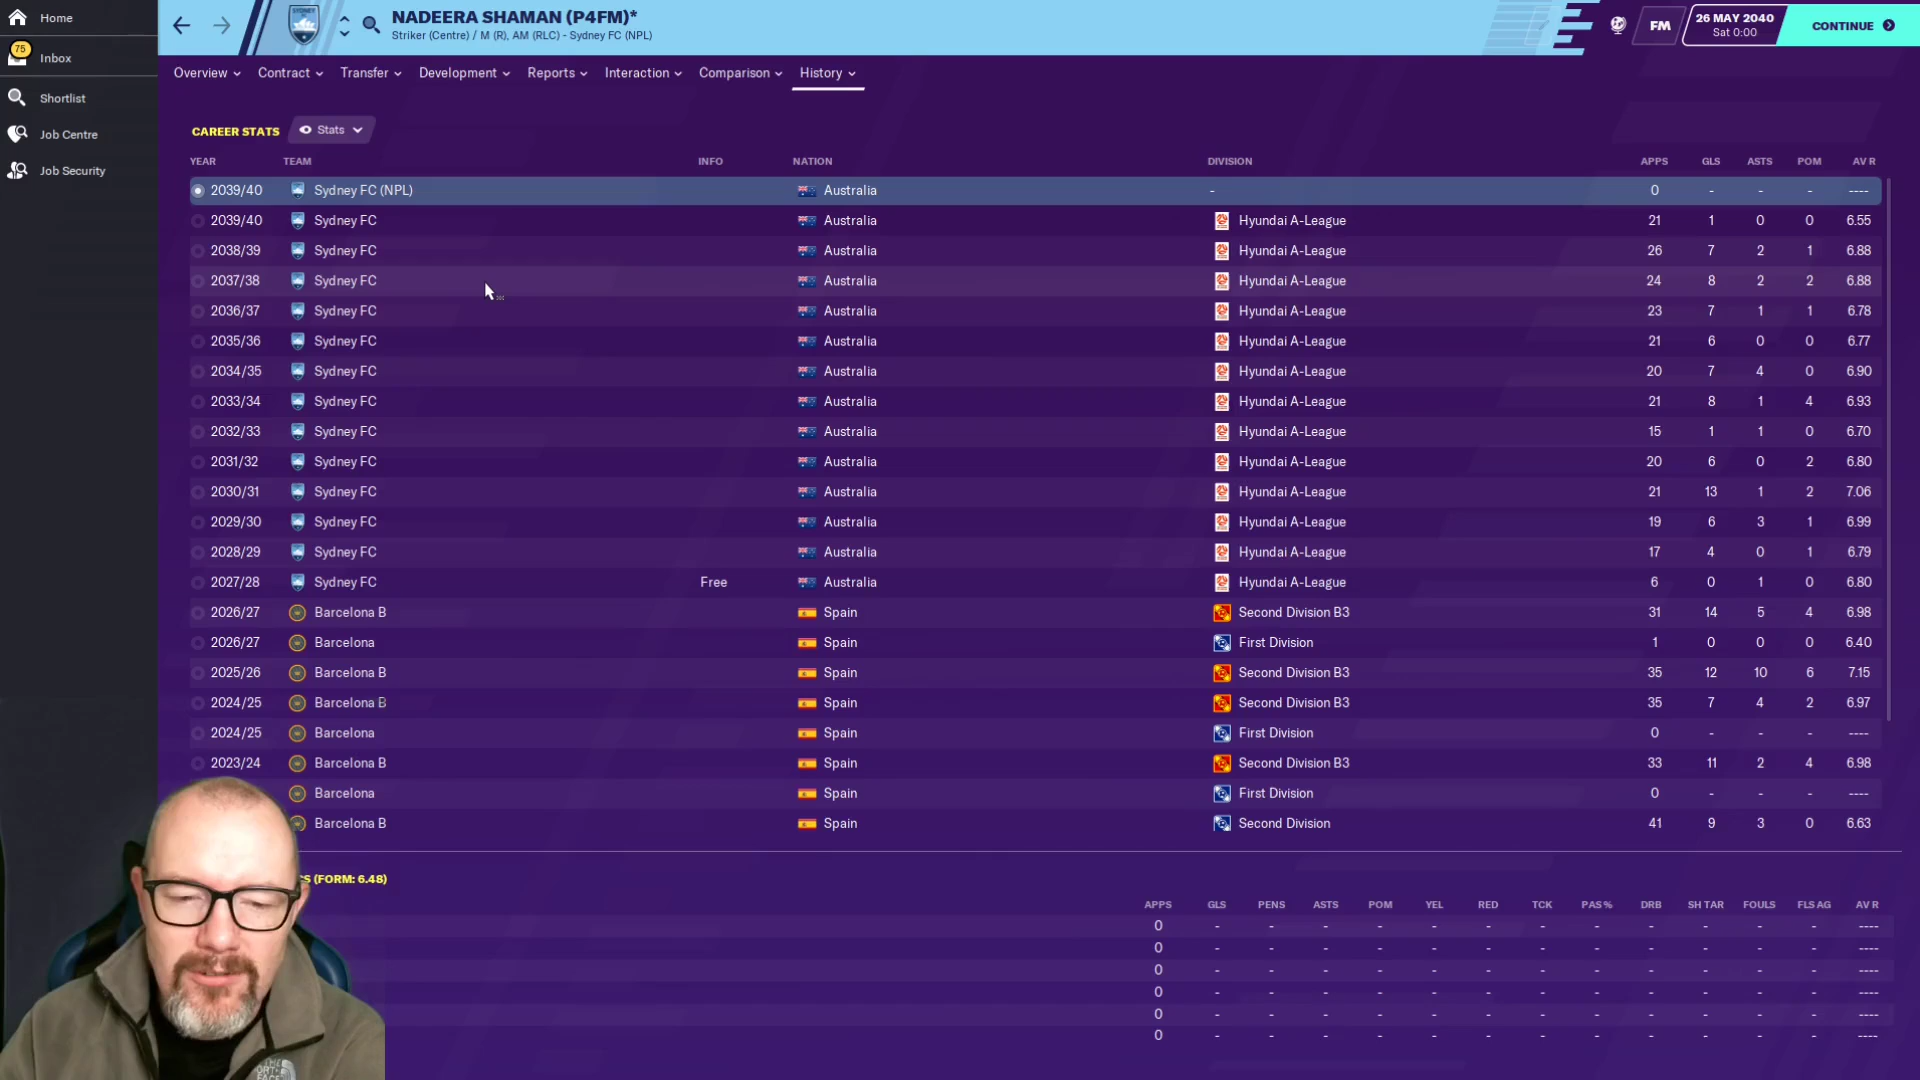 Home
75
Inbox
Shortlist
Job Centre
Job Security
NADEERA SHAMAN (P4FM)*
Striker (Centre) / M (R), AM (RLC) - Sydney FC (NPL)
FM
26 MAY 2040
Sat 0:00
CONTINUE
Overview Contract Transfer Development Reports Interaction Comparison History
CAREER STATS Stats
YEAR TEAM INFO NATION DIVISION APPS GLS ASTS POM AV R
2039/40 Sydney FC (NPL) Australia - 0 - - - ----
2039/40 Sydney FC Australia Hyundai A-League 21 1 0 0 6.55
2038/39 Sydney FC Australia Hyundai A-League 26 7 2 1 6.88
2037/38 Sydney FC Australia Hyundai A-League 24 8 2 2 6.88
2036/37 Sydney FC Australia Hyundai A-League 23 7 1 1 6.78
2035/36 Sydney FC Australia Hyundai A-League 21 6 0 0 6.77
2034/35 Sydney FC Australia Hyundai A-League 20 7 4 0 6.90
2033/34 Sydney FC Australia Hyundai A-League 21 8 1 4 6.93
2032/33 Sydney FC Australia Hyundai A-League 15 1 1 0 6.70
2031/32 Sydney FC Australia Hyundai A-League 20 6 0 2 6.80
2030/31 Sydney FC Australia Hyundai A-League 21 13 1 2 7.06
2029/30 Sydney FC Australia Hyundai A-League 19 6 3 1 6.99
2028/29 Sydney FC Australia Hyundai A-League 17 4 0 1 6.79
2027/28 Sydney FC Free Australia Hyundai A-League 6 0 1 0 6.80
2026/27 Barcelona B Spain Second Division B3 31 14 5 4 6.98
2026/27 Barcelona Spain First Division 1 0 0 0 6.40
2025/26 Barcelona B Spain Second Division B3 35 12 10 6 7.15
2024/25 Barcelona B Spain Second Division B3 35 7 4 2 6.97
2024/25 Barcelona Spain First Division 0 - - - ----
2023/24 Barcelona B Spain Second Division B3 33 11 2 4 6.98
Barcelona Spain First Division 0 - - - ----
Barcelona B Spain Second Division 41 9 3 0 6.63
(FORM: 6.48)
APPS GLS PENS ASTS POM YEL RED TCK PAS % DRB SH TAR FOULS FLS AG AV R
0 - - - - - - - - - - - - ----
0 - - - - - - - - - - - - ----
0 - - - - - - - - - - - - ----
0 - - - - - - - - - - - - ----
0 - - - - - - - - - - - - ----
0 - - - - - - - - - - - - ----